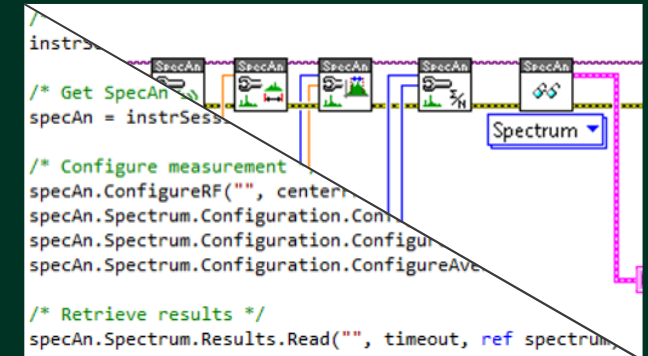 /*
instrS
SpecAn SpecAn SpecAn SpecAn SpecAn
/* Get SpecAn
specAn = instrSess
Σ/N
Spectrum
/* Configure measurement */
specAn.ConfigureRF("", center
specAn.Spectrum.Configuration.Con
specAn.Spectrum.Configuration.Configur
specAn.Spectrum.Configuration.ConfigureAve
/* Retrieve results */
specAn.Spectrum.Results.Read("", timeout, ref spectrum,